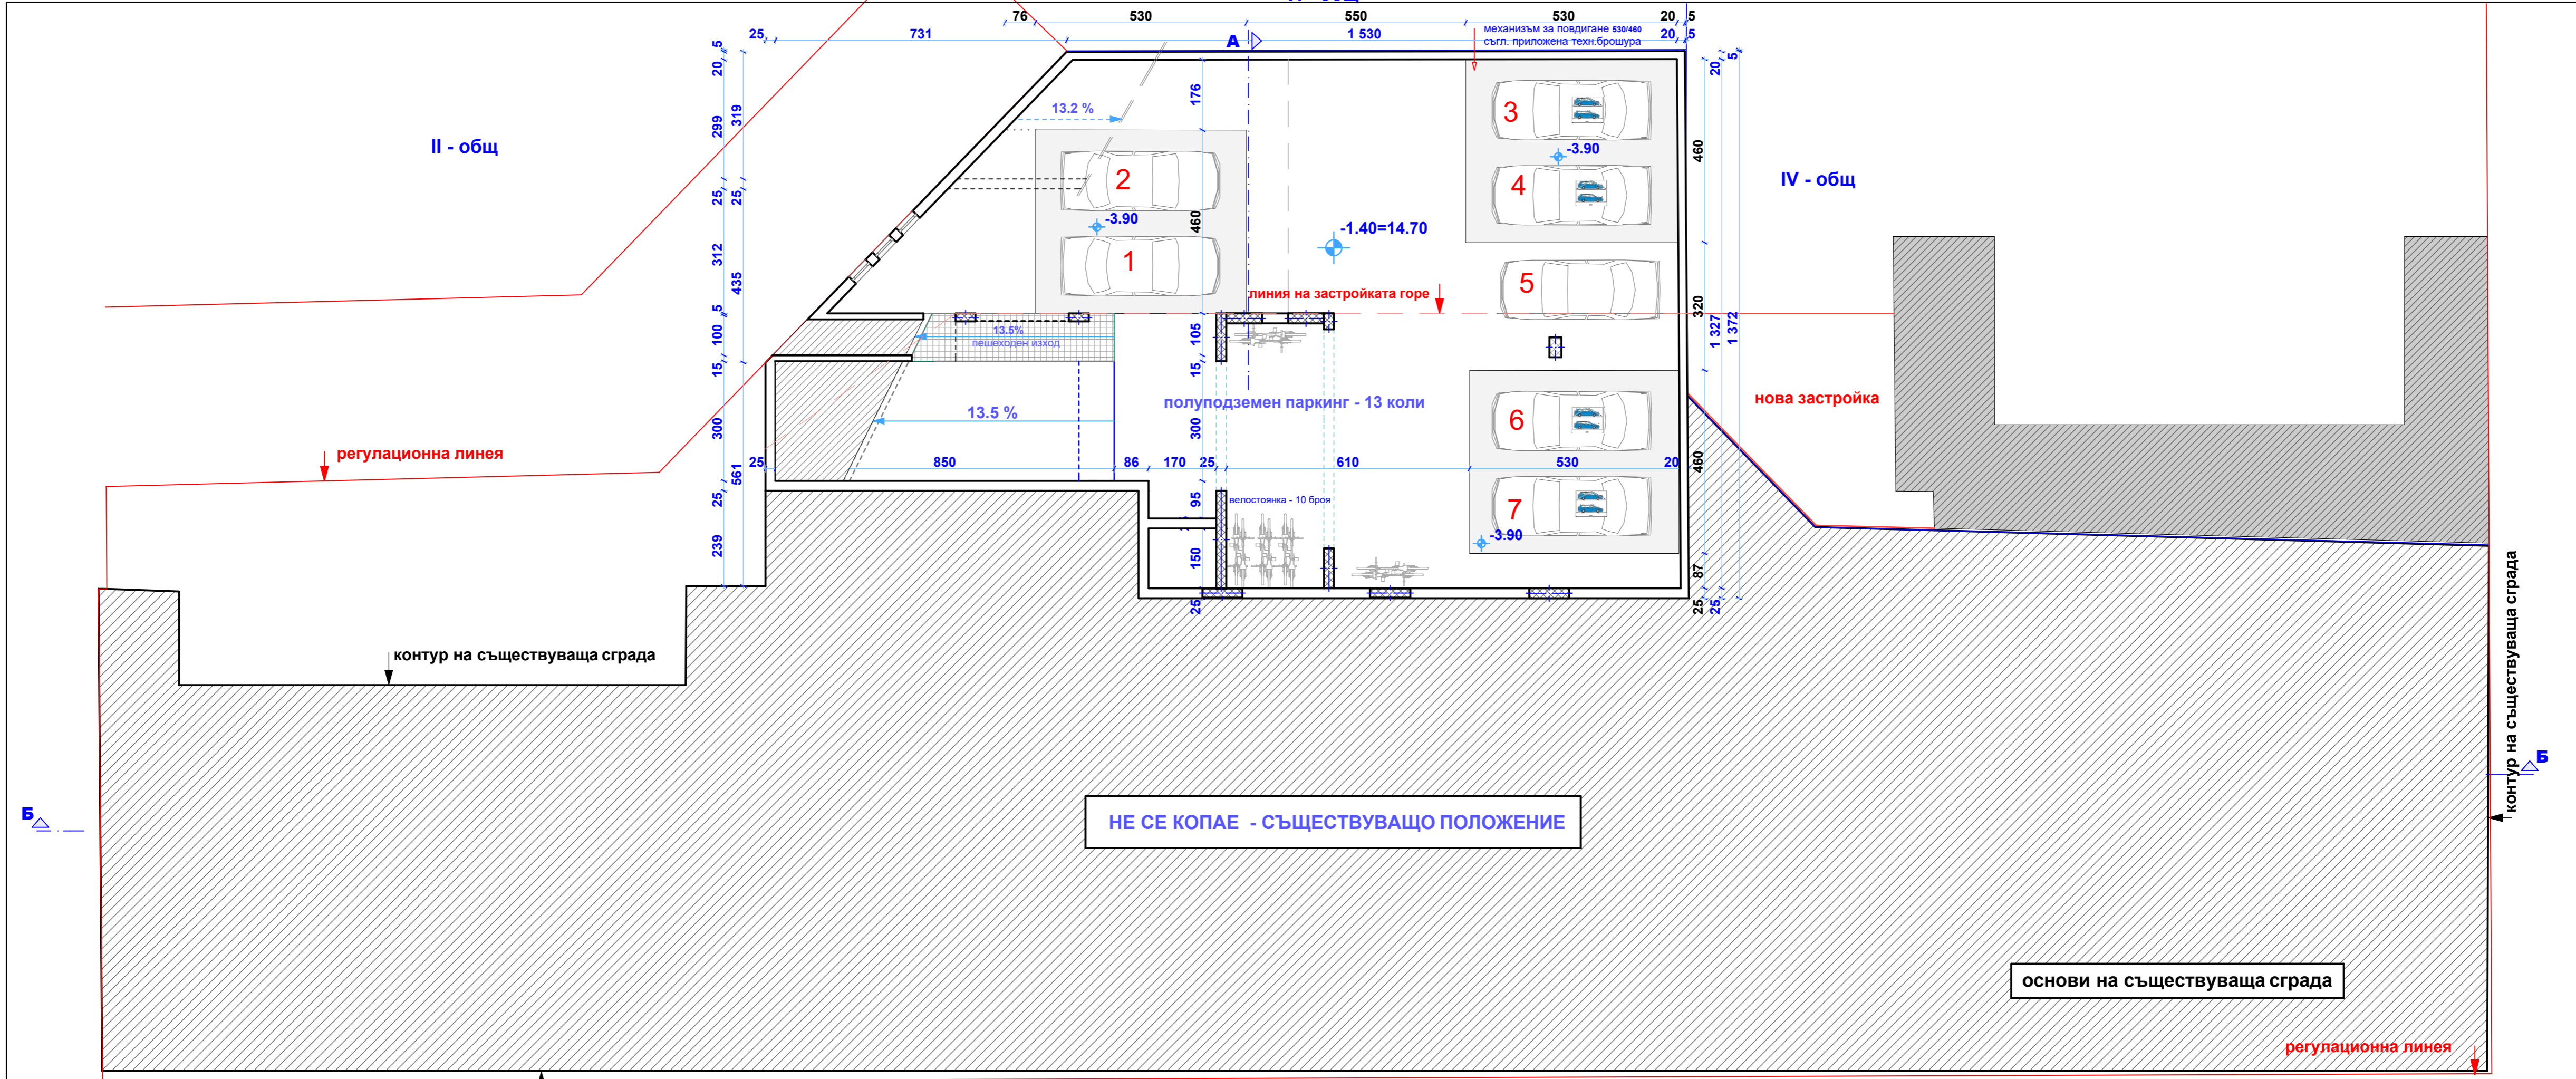 76 530 550 530 20 5
25 731 1 530 20 5
А
механизъм за повдигане 530/460
съгл. приложена техн.брошура
5 20 299 25 312 5 100 15 300 25 239
319 25 435 561
13.2 %
176
460
105
15
300
95
150
25
II - общ
IV - общ
2
-3.90
1
3
-3.90
4
5
-1.40=14.70
линия на застройката горе
460 320 460 87 25
20 1 327 25
5 1 372
13.5%
пешеходен изход
13.5 %
полуподземен паркинг - 13 коли
нова застройка
6
7
-3.90
регулационна линея
25 850 86 170 25 610 530 20
велостоянка - 10 броя
контур на съществуваща сграда
контур на съществуваща сграда
Б
Б
НЕ СЕ КОПАЕ - СЪЩЕСТВУВАЩО ПОЛОЖЕНИЕ
основи на съществуваща сграда
регулационна линея